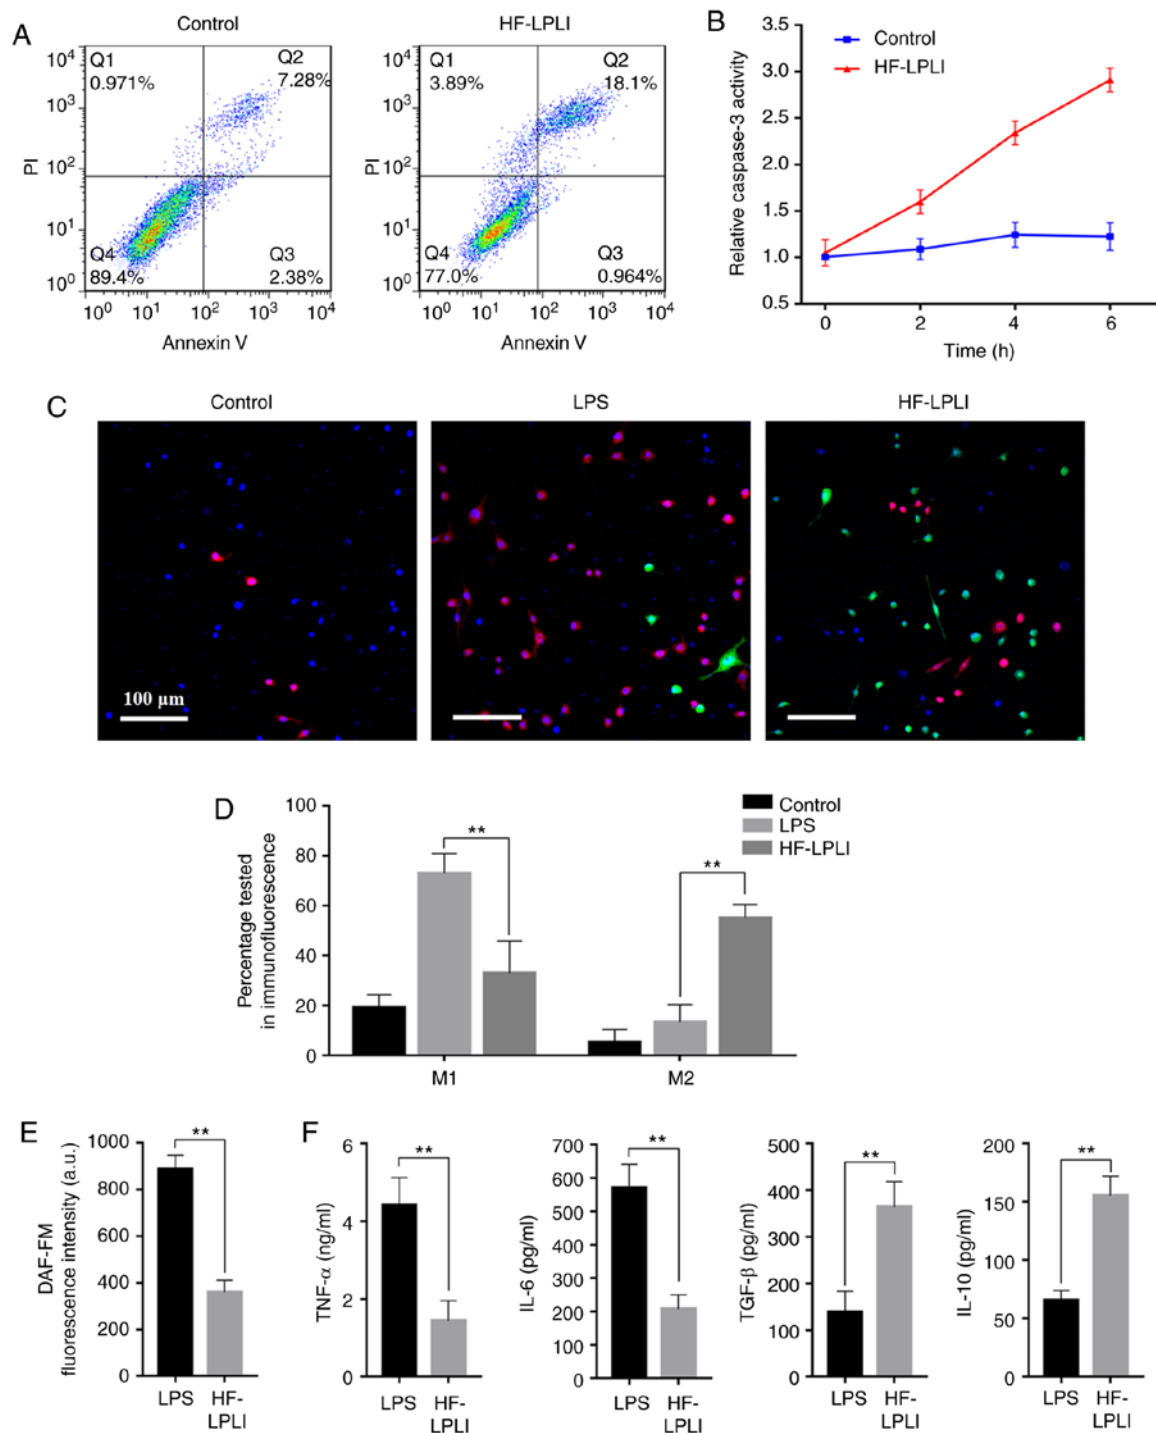 A
Control
HF-LPLI
Q1
0.971%
Q2
7.28%
Q4
89.4%
Q3
2.38%
10⁴
10³
10²
10¹
10⁰
PI
10⁰ 10¹ 10² 10³ 10⁴
Annexin V
Q1
3.89%
Q2
18.1%
Q4
77.0%
Q3
0.964%
10⁴
10³
10²
10¹
10⁰
PI
10⁰ 10¹ 10² 10³ 10⁴
Annexin V
B
Control
HF-LPLI
Relative caspase-3 activity
3.5
3.0
2.5
2.0
1.5
1.0
0.5
0 2 4 6
Time (h)
C
Control
LPS
HF-LPLI
100 µm
D
Control
LPS
HF-LPLI
Percentage tested
in immunofluorescence
100
80
60
40
20
0
**
**
M1
M2
E
DAF-FM
fluorescence intensity (a.u.)
1000
800
600
400
200
0
**
LPS
HF-
LPLI
F
TNF-α (ng/ml)
6
4
2
0
**
LPS
HF-
LPLI
IL-6 (pg/ml)
700
600
500
400
300
200
100
0
**
LPS
HF-
LPLI
TGF-β (pg/ml)
500
400
300
200
100
0
**
LPS
HF-
LPLI
IL-10 (pg/ml)
200
150
100
50
0
**
LPS
HF-
LPLI